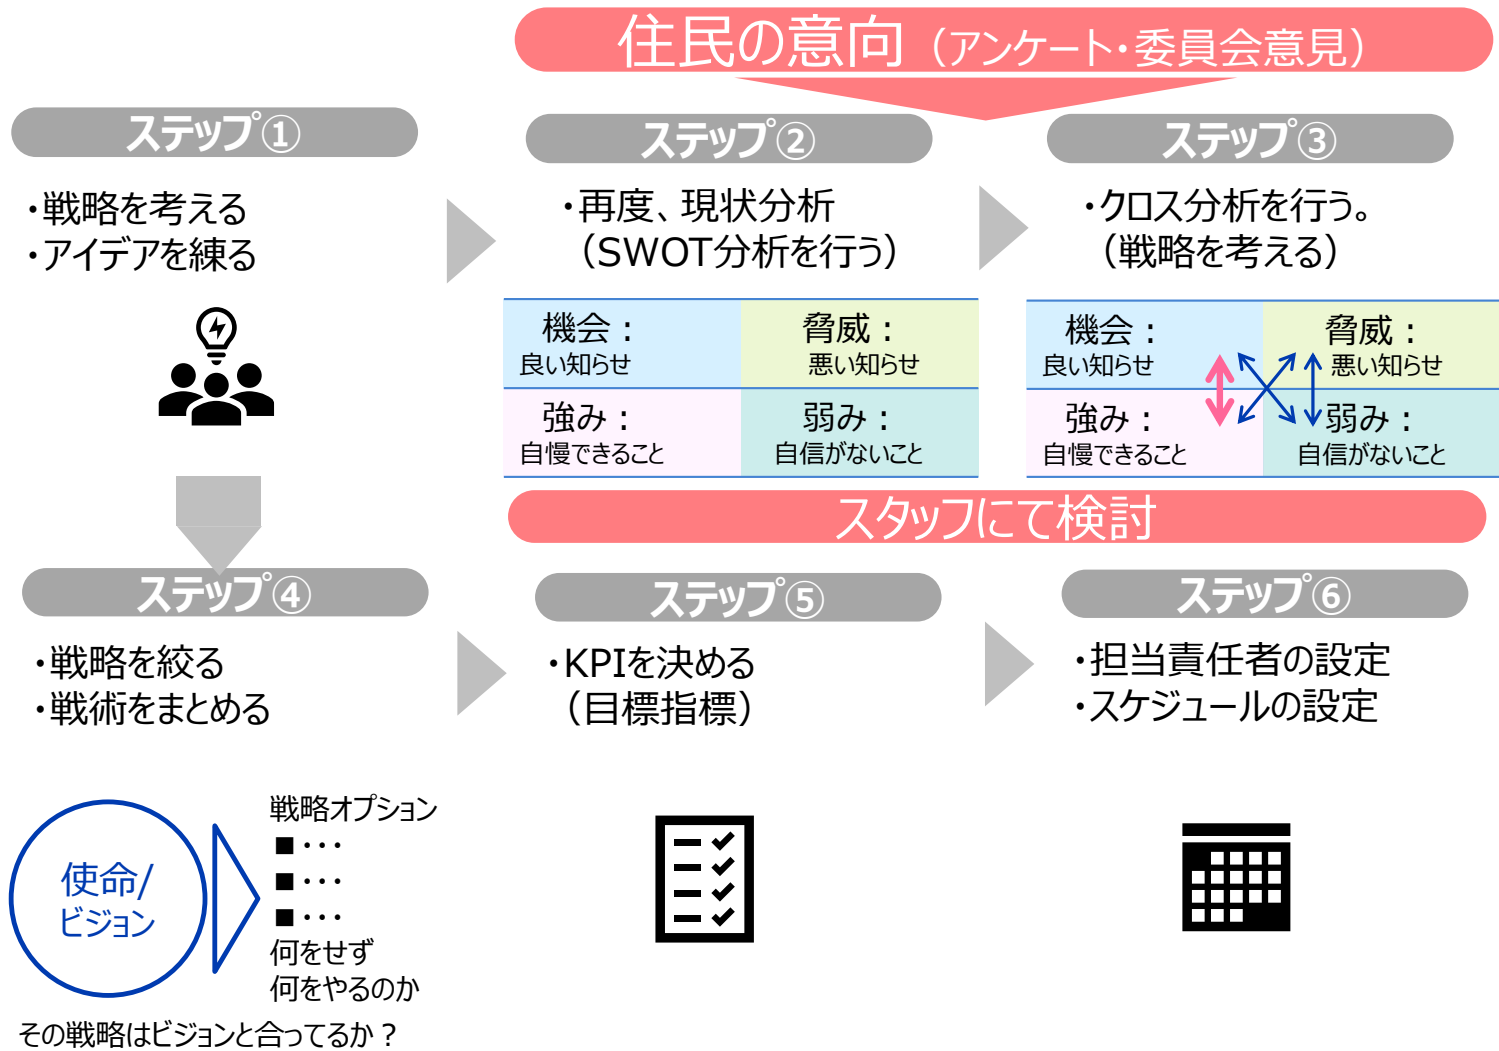 住民の意向（アンケート・委員会意見）
ステップ①
・戦略を考える
・アイデアを練る
ステップ②
・再度、現状分析
（SWOT分析を行う）
機会：
良い知らせ
脅威：
悪い知らせ
強み：
自慢できること
弱み：
自信がないこと
ステップ③
・クロス分析を行う。
（戦略を考える）
機会：
良い知らせ
脅威：
悪い知らせ
強み：
自慢できること
弱み：
自信がないこと
スタッフにて検討
ステップ④
・戦略を絞る
・戦術をまとめる
使命/
ビジョン
戦略オプション
■・・・
■・・・
■・・・
何をせず
何をやるのか
その戦略はビジョンと合ってるか？
ステップ⑤
・KPIを決める
（目標指標）
ステップ⑥
・担当責任者の設定
・スケジュールの設定